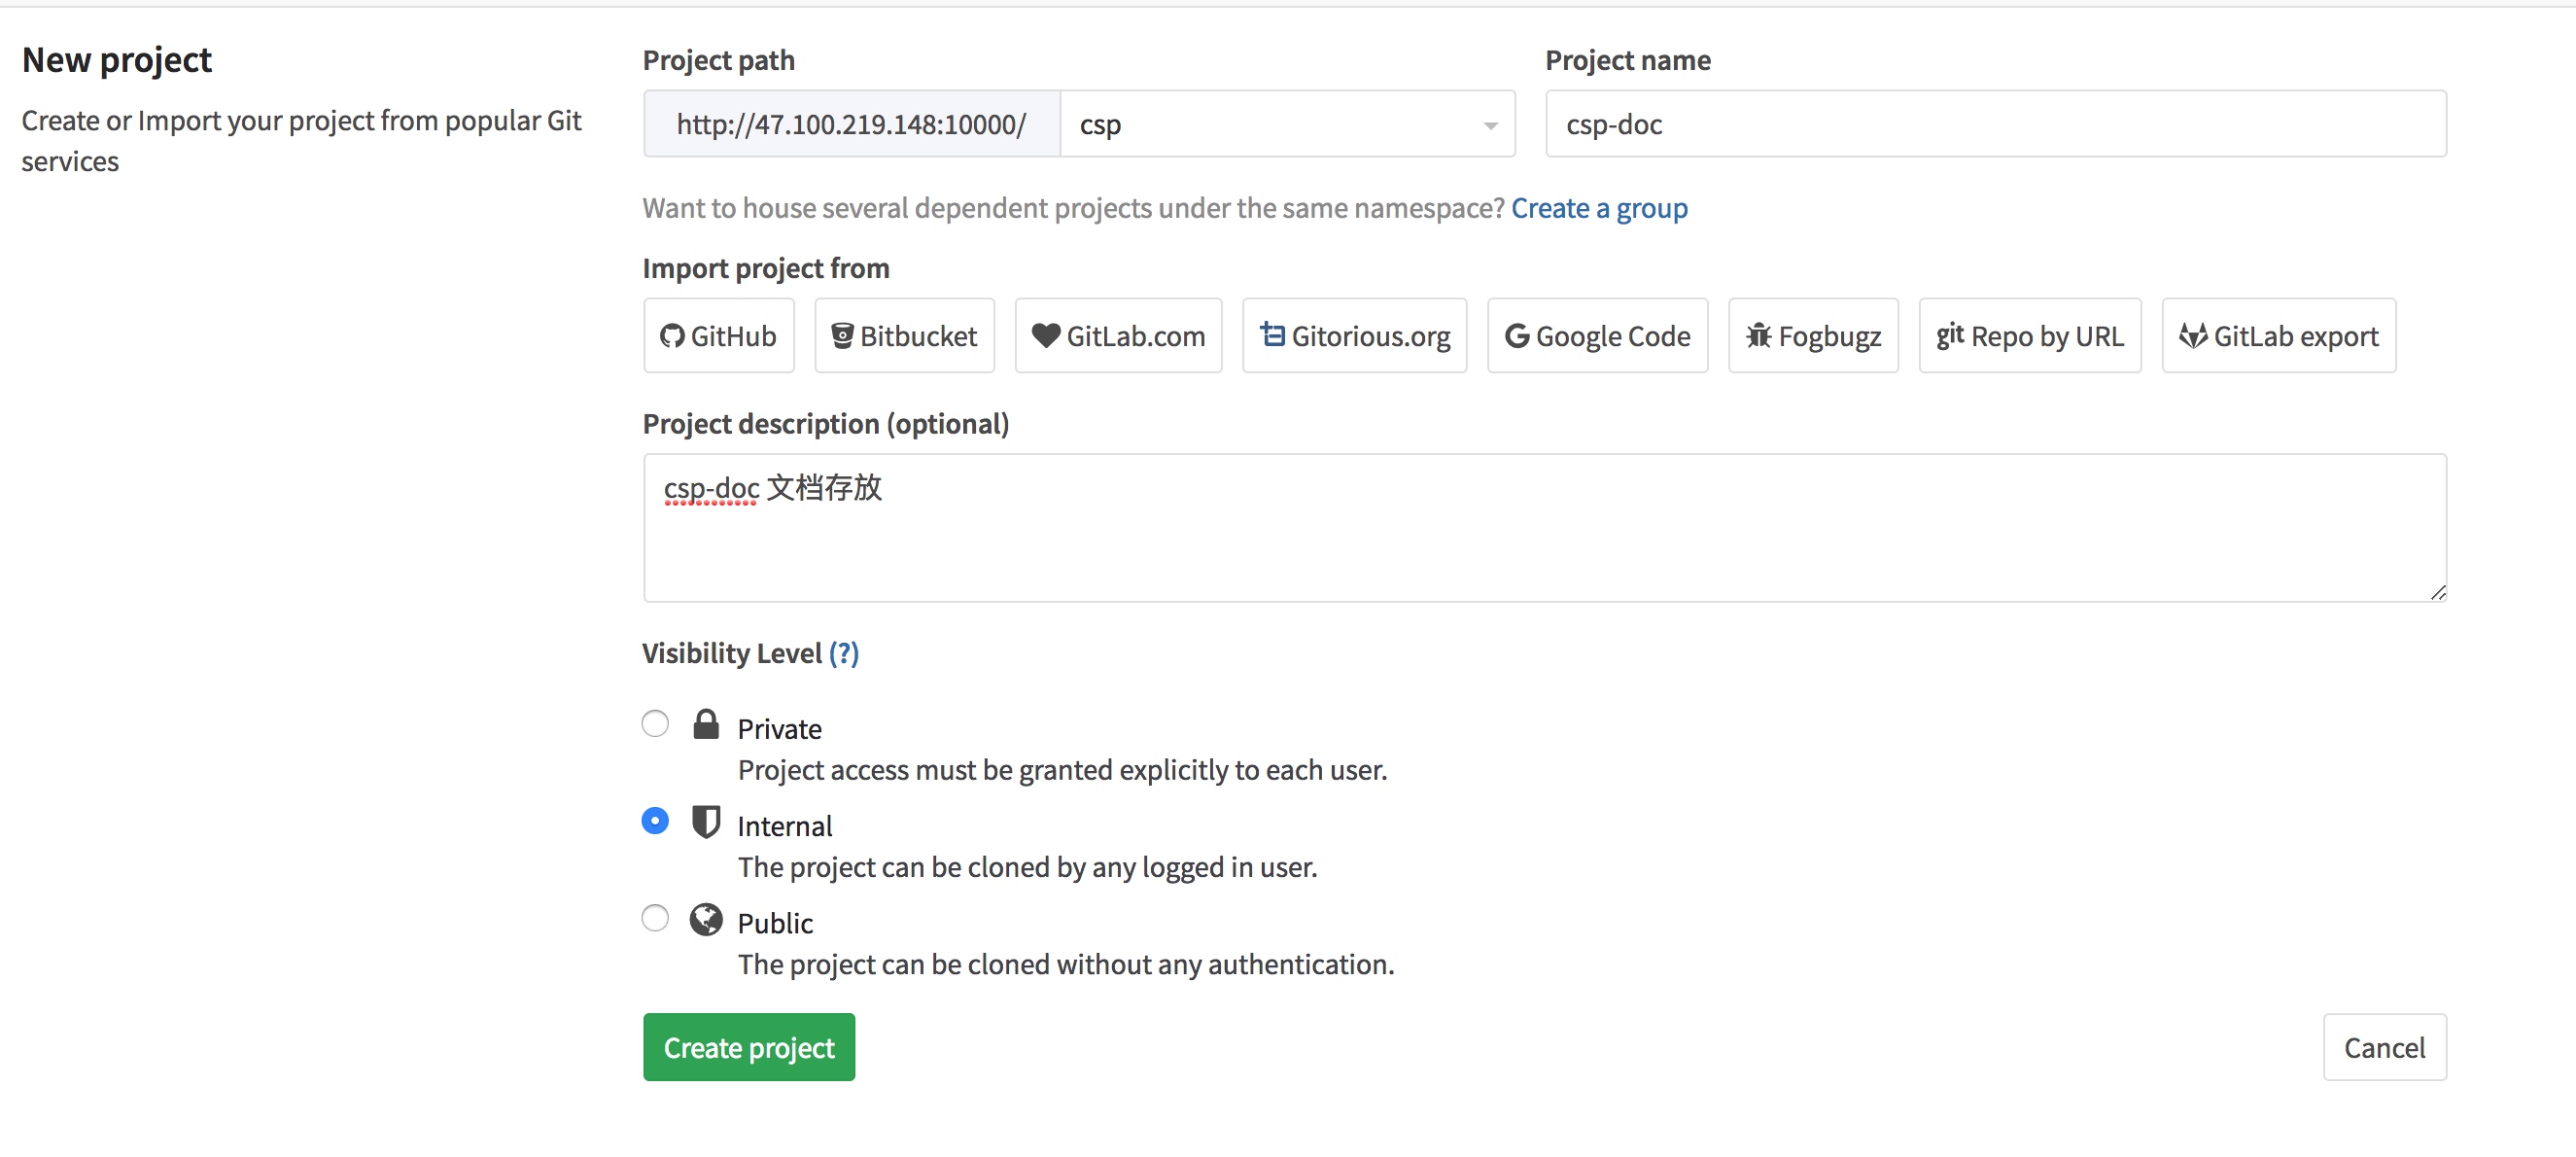 New project
Create or Import your project from popular Git
services
Project path
Project name
http://47.100.219.148:10000/
csp
csp-doc
Want to house several dependent projects under the same namespace? Create a group
Import project from
GitHub
Bitbucket
GitLab.com
Gitorious.org
Google Code
Fogbugz
git Repo by URL
GitLab export
Project description (optional)
csp-doc 文档存放
Visibility Level (?)
Private
Project access must be granted explicitly to each user.
Internal
The project can be cloned by any logged in user.
Public
The project can be cloned without any authentication.
Create project
Cancel